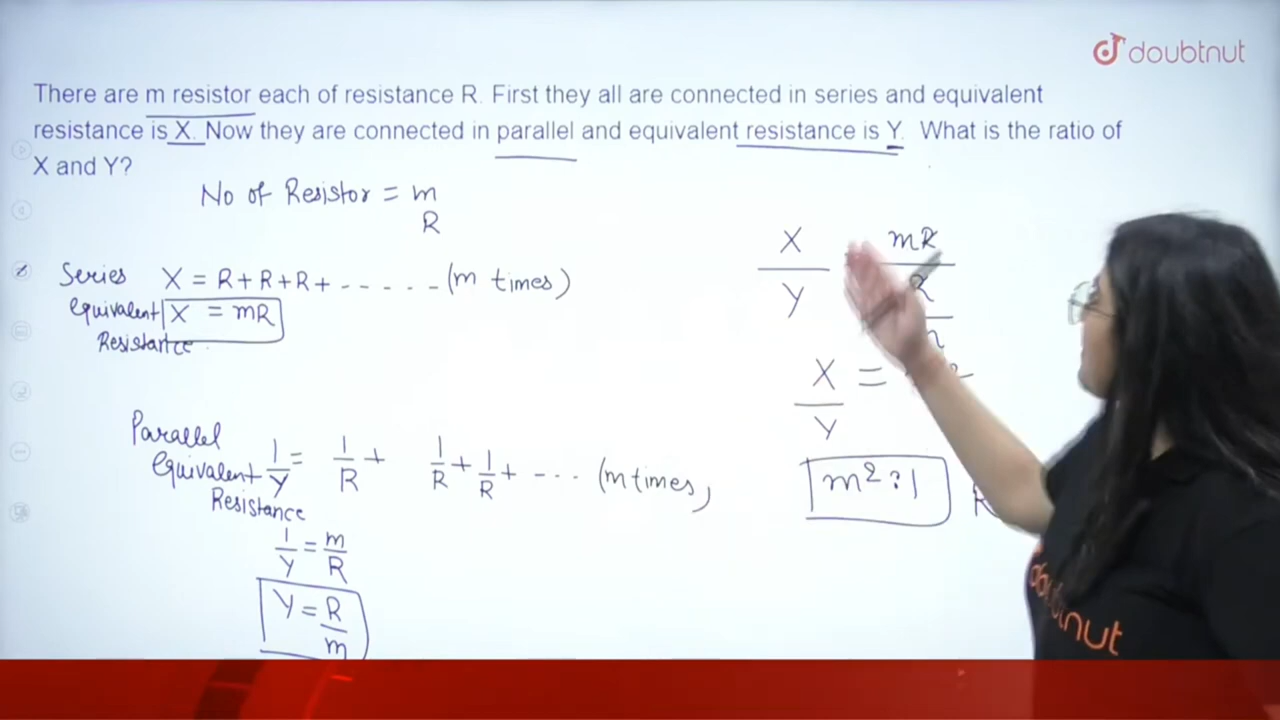 doubtnut
There are m resistor each of resistance R. First they all are connected in series and equivalent
resistance is X. Now they are connected in parallel and equivalent resistance is Y. What is the ratio of
X and Y?
No of Resistor = m
R
Series X = R+R+R+ ----- (m times)
equivalent X = mR
Resistance
Parallel
equivalent 1/Y = 1/R + 1/R + 1/R + --- (m times)
Resistance
1/Y = m/R
Y = R/m
X/Y mR
X/Y =
m² : 1
doubtnut